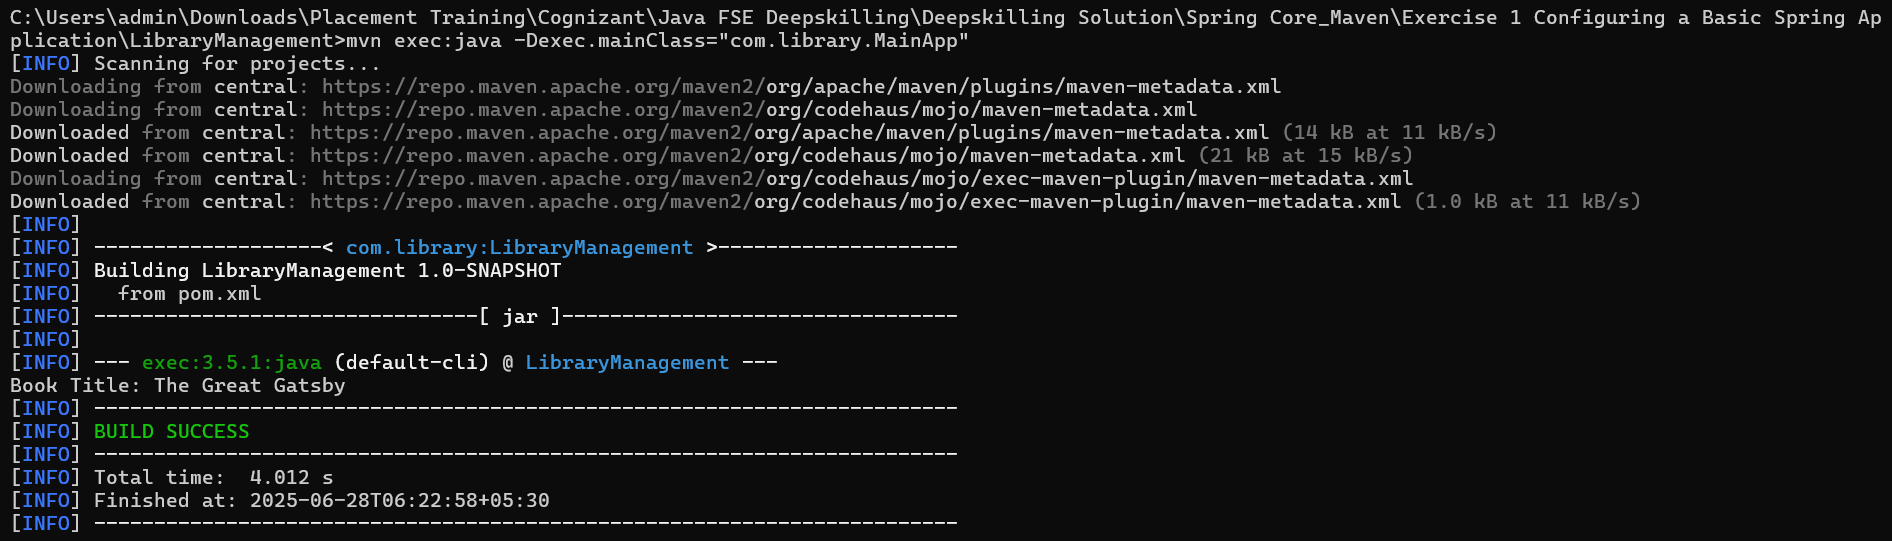 C:\Users\admin\Downloads\Placement Training\Cognizant\Java FSE Deepskilling\Deepskilling Solution\Spring Core_Maven\Exercise 1 Configuring a Basic Spring Ap
plication\LibraryManagement>mvn exec:java -Dexec.mainClass="com.library.MainApp"
[INFO] Scanning for projects...
Downloading from central: https://repo.maven.apache.org/maven2/org/apache/maven/plugins/maven-metadata.xml
Downloading from central: https://repo.maven.apache.org/maven2/org/codehaus/mojo/maven-metadata.xml
Downloaded from central: https://repo.maven.apache.org/maven2/org/apache/maven/plugins/maven-metadata.xml (14 kB at 11 kB/s)
Downloaded from central: https://repo.maven.apache.org/maven2/org/codehaus/mojo/maven-metadata.xml (21 kB at 15 kB/s)
Downloading from central: https://repo.maven.apache.org/maven2/org/codehaus/mojo/exec-maven-plugin/maven-metadata.xml
Downloaded from central: https://repo.maven.apache.org/maven2/org/codehaus/mojo/exec-maven-plugin/maven-metadata.xml (1.0 kB at 11 kB/s)
[INFO]
[INFO] -------------------< com.library:LibraryManagement >--------------------
[INFO] Building LibraryManagement 1.0-SNAPSHOT
[INFO]   from pom.xml
[INFO] --------------------------------[ jar ]---------------------------------
[INFO]
[INFO] --- exec:3.5.1:java (default-cli) @ LibraryManagement ---
Book Title: The Great Gatsby
[INFO] ------------------------------------------------------------------------
[INFO] BUILD SUCCESS
[INFO] ------------------------------------------------------------------------
[INFO] Total time:  4.012 s
[INFO] Finished at: 2025-06-28T06:22:58+05:30
[INFO] ------------------------------------------------------------------------